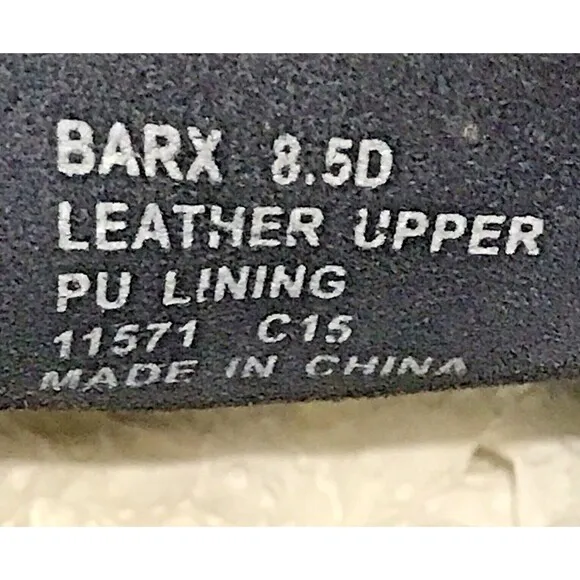 BARX 8.5D
LEATHER UPPER
PU LINING
11571 C15
MADE IN CHINA